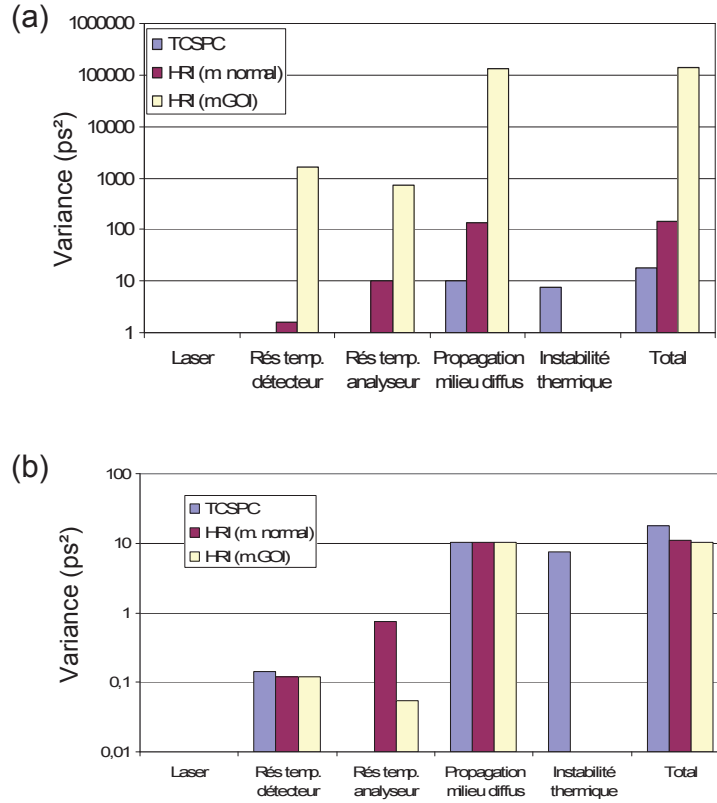 (a)
1000000
100000
10000
1000
100
10
1
Variance (ps²)
TCSPC
HRI (m. normal)
HRI (m.GOI)
Laser
Rés temp. détecteur
Rés temp. analyseur
Propagation milieu diffus
Instabilité thermique
Total
(b)
100
10
1
0,1
0,01
Variance (ps²)
TCSPC
HRI (m. normal)
HRI (m.GOI)
Laser
Rés temp. détecteur
Rés temp. analyseur
Propagation milieu diffus
Instabilité thermique
Total